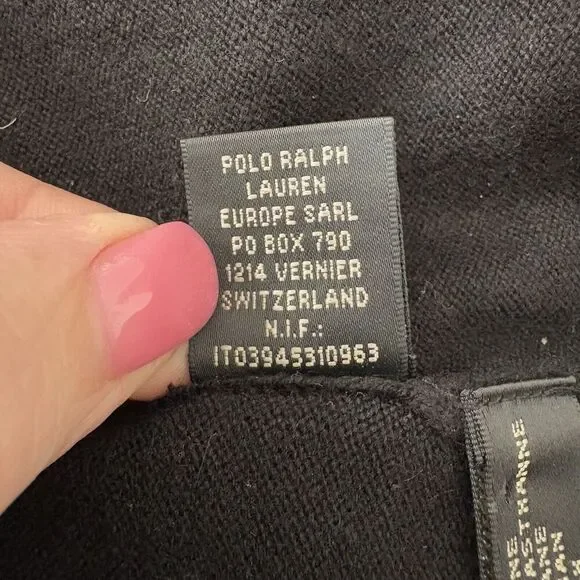 POLO RALPH
LAUREN
EUROPE SARL
PO BOX 790
1214 VERNIER
SWITZERLAND
N.I.F.:
IT03945310963